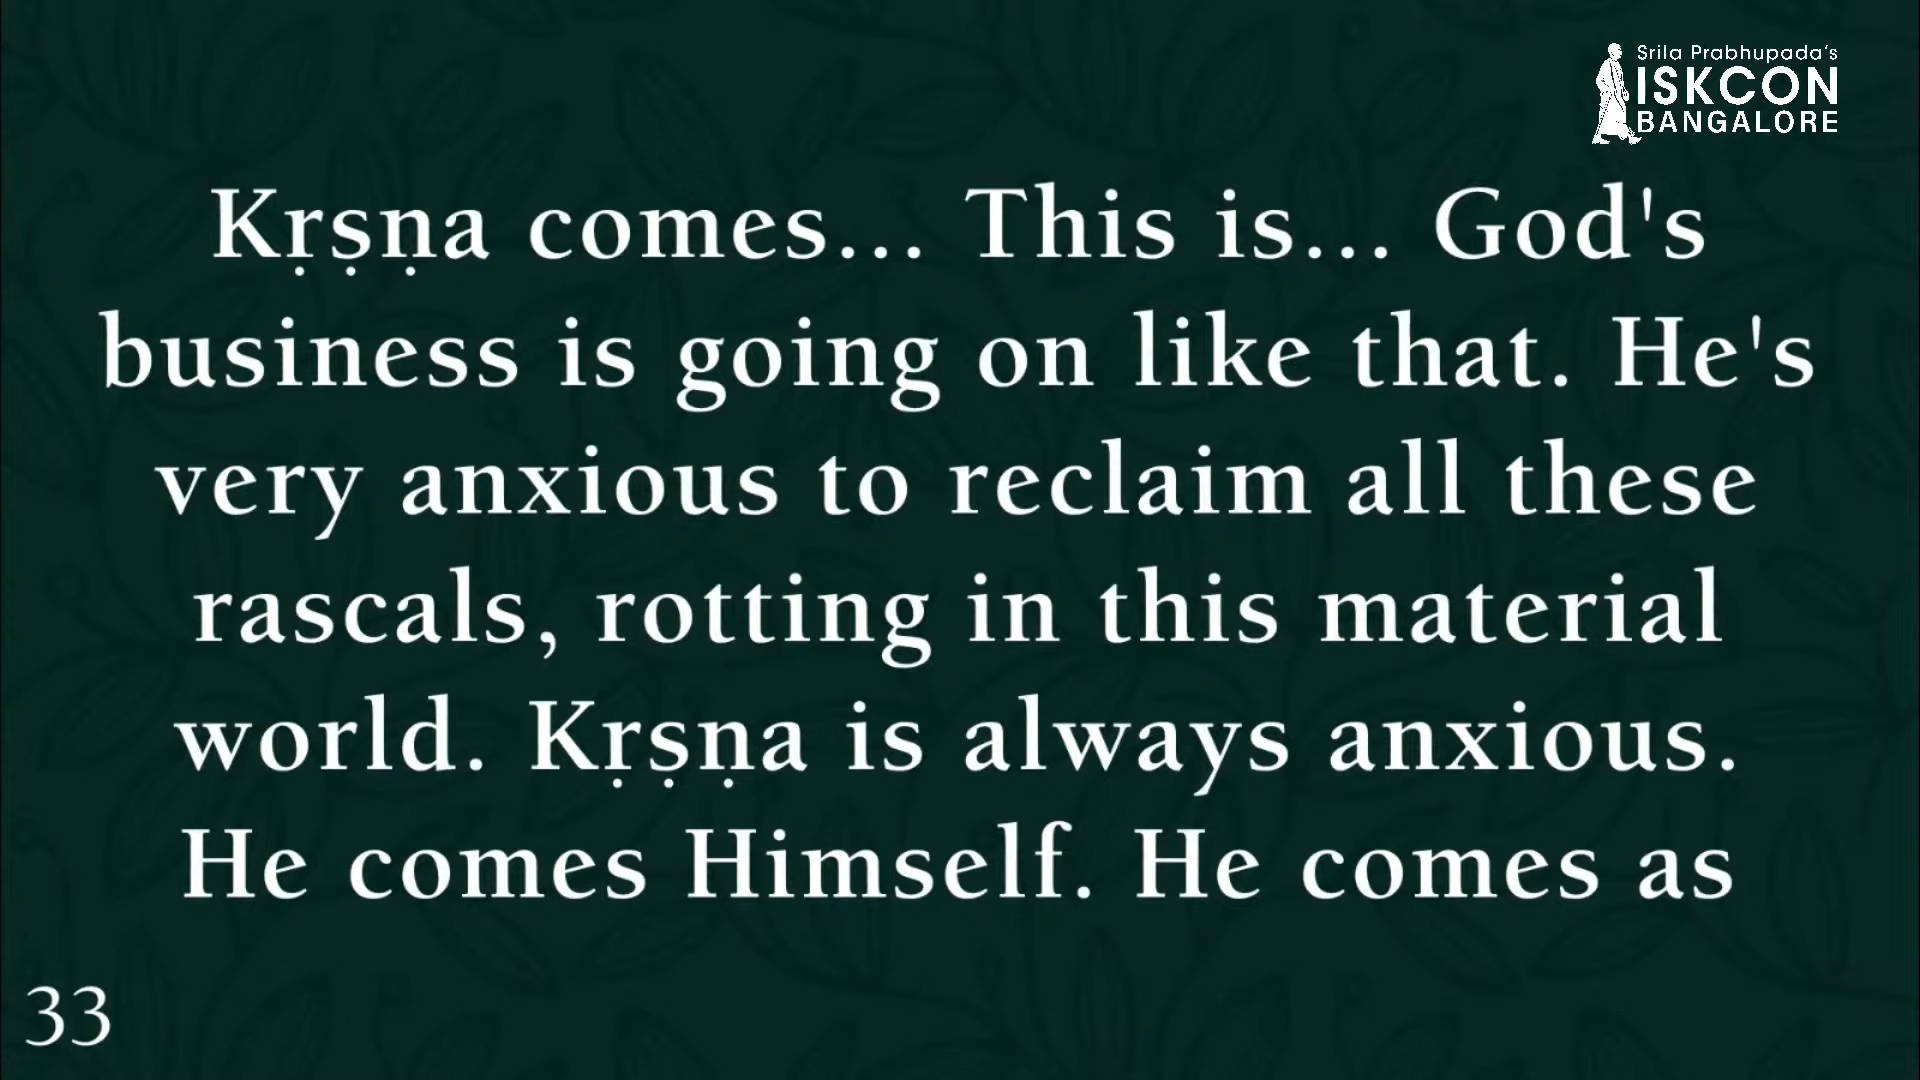 Srila Prabhupada's
ISKCON
BANGALORE
Kṛṣṇa comes... This is... God's
business is going on like that. He's
very anxious to reclaim all these
rascals, rotting in this material
world. Kṛṣṇa is always anxious.
He comes Himself. He comes as
33